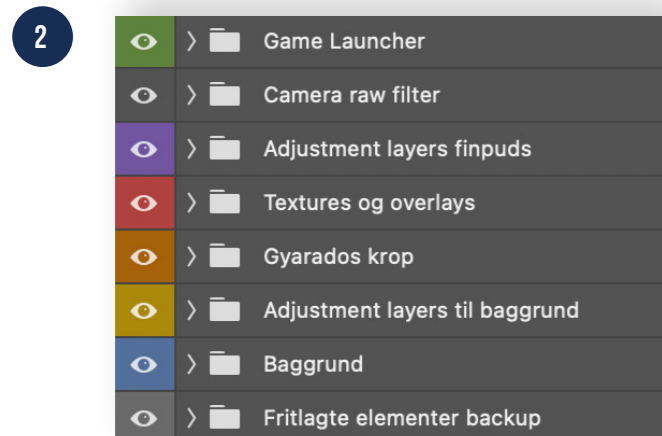 2
Game Launcher
Camera raw filter
Adjustment layers finpuds
Textures og overlays
Gyarados krop
Adjustment layers til baggrund
Baggrund
Fritlagte elementer backup